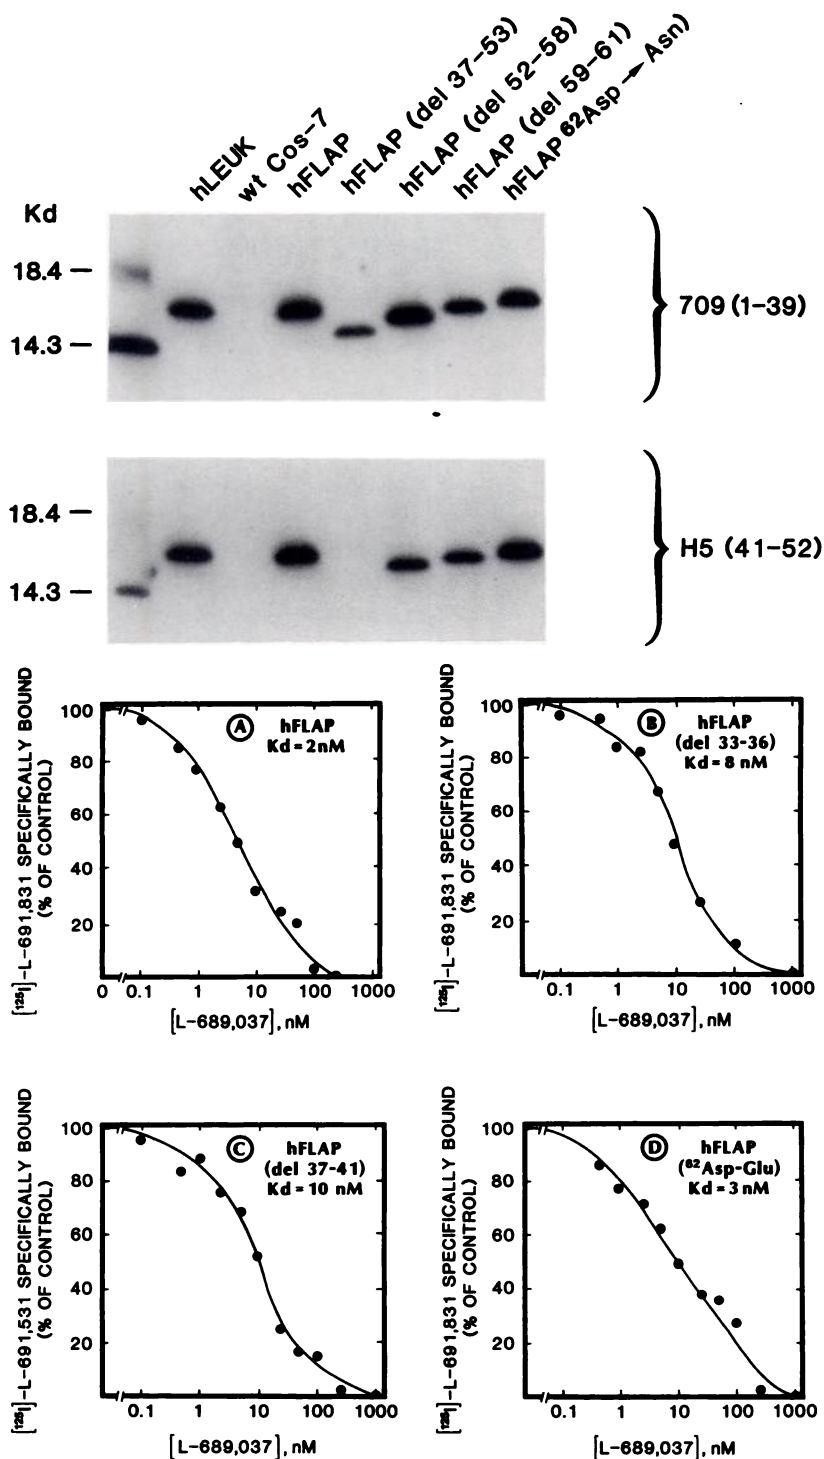 hLEUK
wt Cos-7
hFLAP
hFLAP (del 37-53)
hFLAP (del 52-58)
hFLAP (del 59-61)
hFLAP ⁶²Asp → Asn)
Kd
18.4
14.3
709 (1-39)
18.4
14.3
H5 (41-52)
[¹²⁵I]-L-691,831 SPECIFICALLY BOUND
(% OF CONTROL)
100
80
60
40
20
0 0.1 1 10 100 1000
[L-689,037], nM
A hFLAP
Kd = 2nM
[¹²⁵I]-L-691,831 SPECIFICALLY BOUND
(% OF CONTROL)
100
80
60
40
20
0.1 1 10 100 1000
[L-689,037], nM
B hFLAP
(del 33-36)
Kd = 8 nM
[¹²⁵I]-L-691,531 SPECIFICALLY BOUND
(% OF CONTROL)
100
80
60
40
20
0.1 1 10 100 1000
[L-689,037], nM
C hFLAP
(del 37-41)
Kd = 10 nM
[¹²⁵I]-L-691,831 SPECIFICALLY BOUND
(% OF CONTROL)
100
80
60
40
20
0.1 1 10 100 1000
[L-689,037], nM
D hFLAP
(⁶²Asp-Glu)
Kd = 3 nM